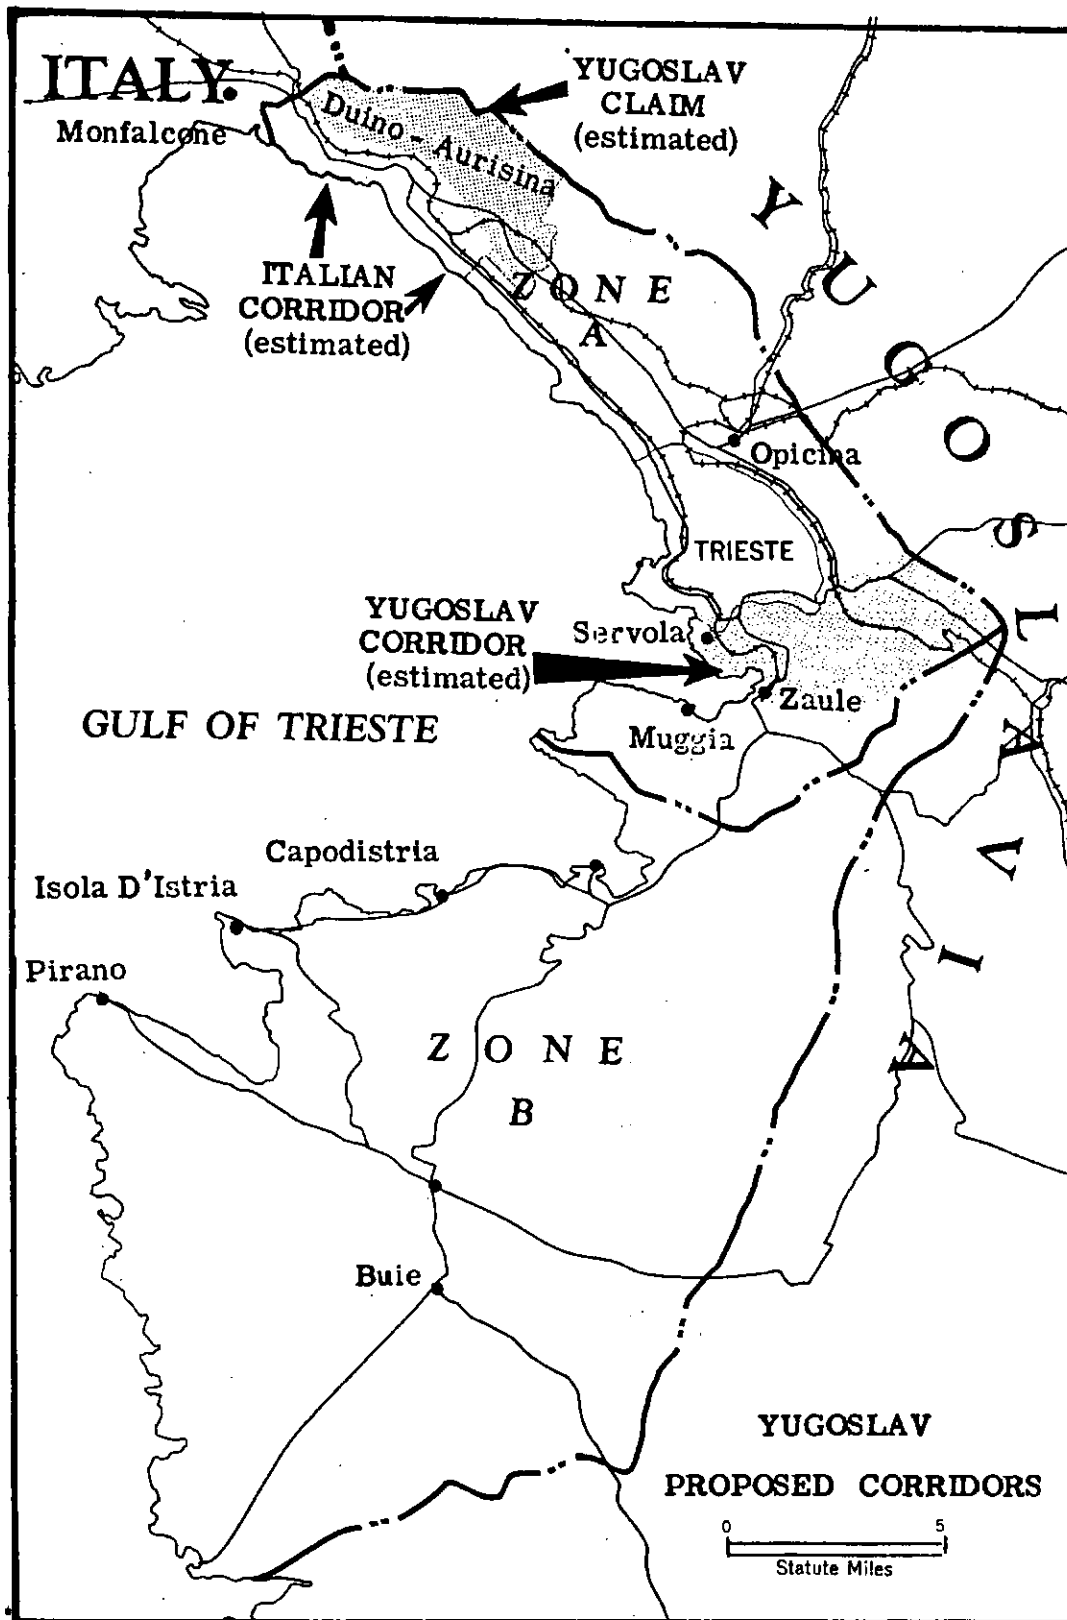 ITALY.
Monfalcone
Duino - Aurisina
YUGOSLAV
CLAIM
(estimated)
ITALIAN
CORRIDOR
(estimated)
ZONE
A
YUGOSLAVIA
Opicina
TRIESTE
YUGOSLAV
CORRIDOR
(estimated)
Servola
Zaule
Muggia
GULF OF TRIESTE
Capodistria
Isola D'Istria
Pirano
ZONE
B
Buie
YUGOSLAV
PROPOSED CORRIDORS
0 5
Statute Miles